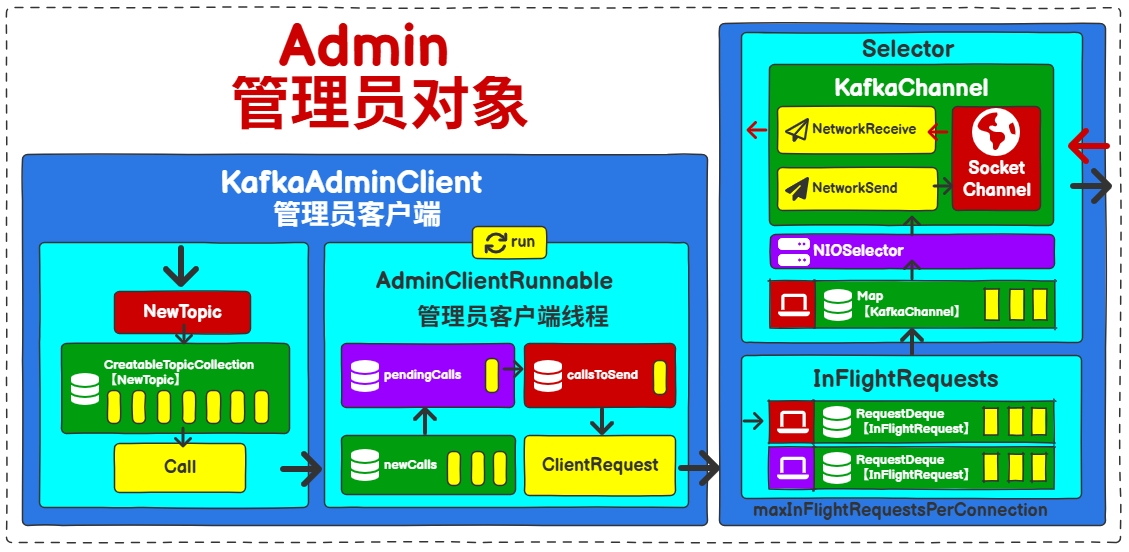 Admin
管理员对象
KafkaAdminClient
管理员客户端
NewTopic
CreatableTopicCollection
【NewTopic】
Call
run
AdminClientRunnable
管理员客户端线程
pendingCalls
callsToSend
newCalls
ClientRequest
Selector
KafkaChannel
NetworkReceive
NetworkSend
Socket
Channel
NIOSelector
Map
【KafkaChannel】
InFlightRequests
RequestDeque
【InFlightRequest】
RequestDeque
【InFlightRequest】
maxInFlightRequestsPerConnection